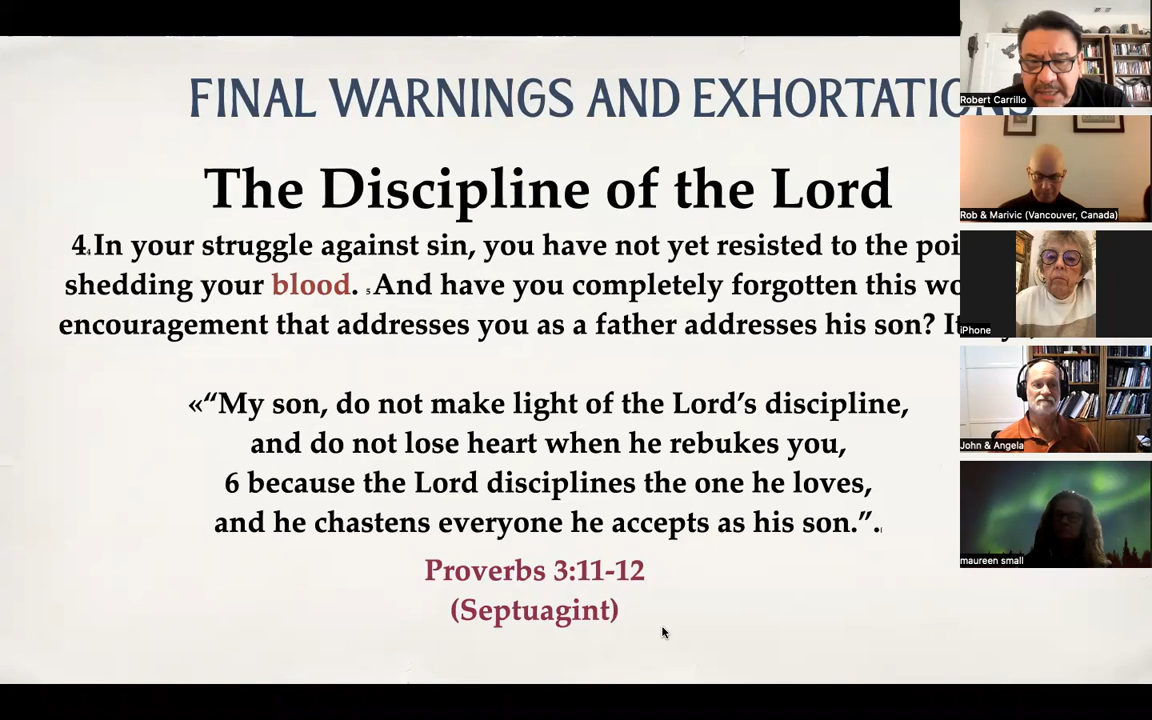 FINAL WARNINGS AND EXHORTATIONS
The Discipline of the Lord
4.In your struggle against sin, you have not yet resisted to the poi
shedding your blood. 5And have you completely forgotten this wo
encouragement that addresses you as a father addresses his son? It
«“My son, do not make light of the Lord’s discipline,
and do not lose heart when he rebukes you,
6 because the Lord disciplines the one he loves,
and he chastens everyone he accepts as his son.”.
Proverbs 3:11-12
(Septuagint)
Robert Carrillo
Rob & Marivic (Vancouver, Canada)
iPhone
John & Angela
maureen small